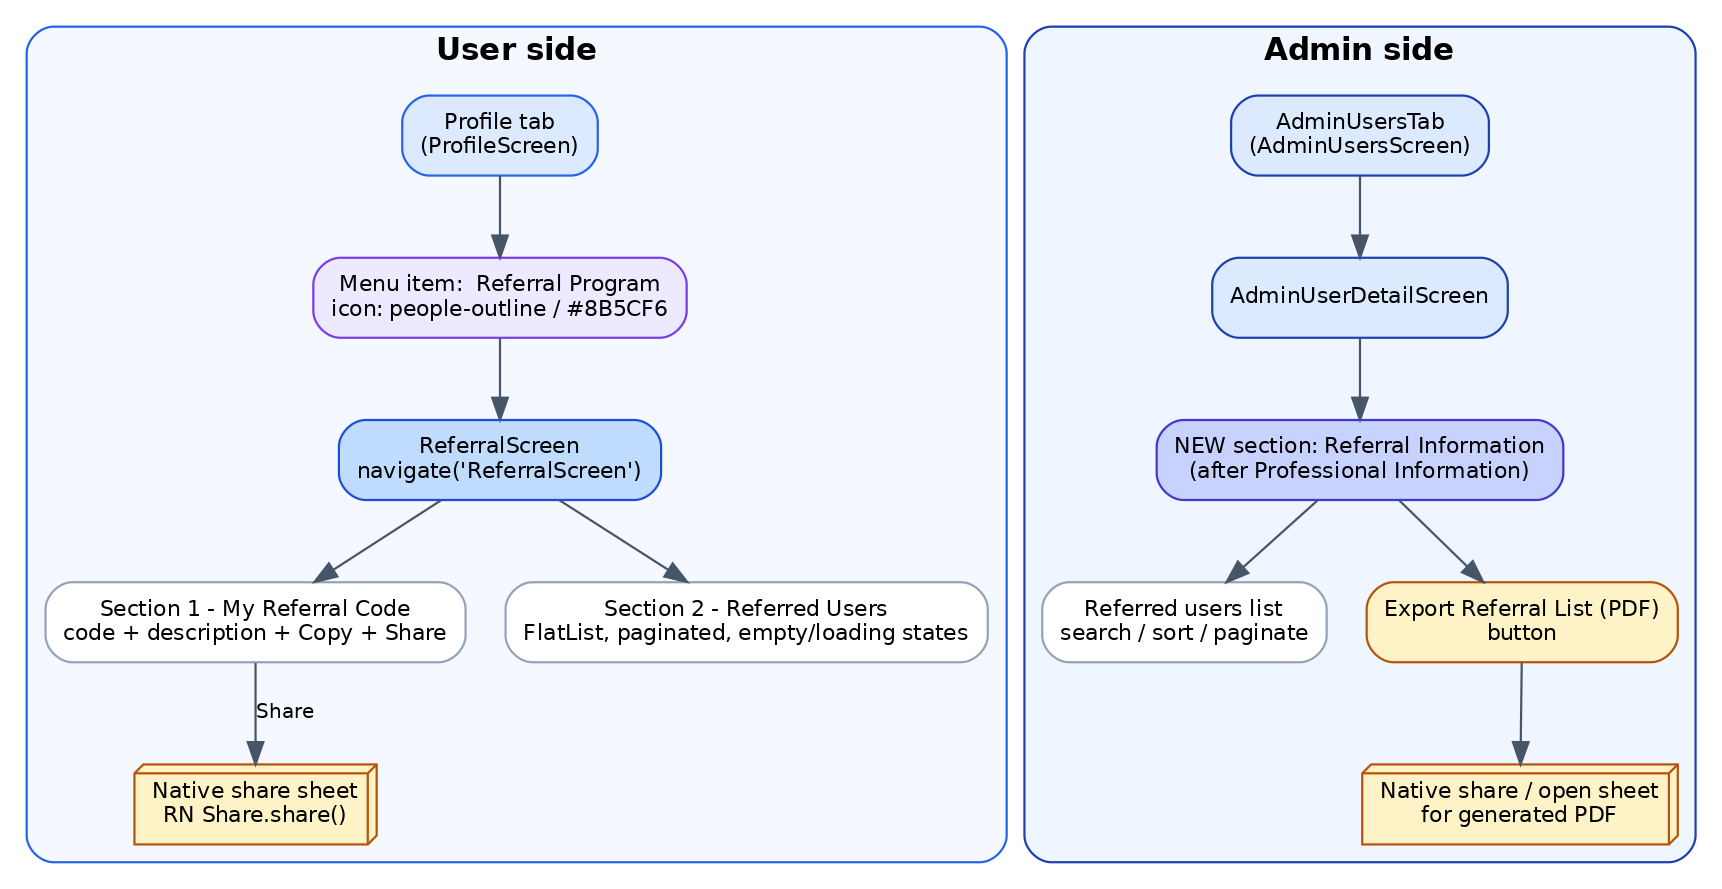 User side
Profile tab
(ProfileScreen)
Menu item:  Referral Program
icon: people-outline / #8B5CF6
ReferralScreen
navigate('ReferralScreen')
Section 1 - My Referral Code
code + description + Copy + Share
Section 2 - Referred Users
FlatList, paginated, empty/loading states
Share
Native share sheet
RN Share.share()
Admin side
AdminUsersTab
(AdminUsersScreen)
AdminUserDetailScreen
NEW section: Referral Information
(after Professional Information)
Referred users list
search / sort / paginate
Export Referral List (PDF)
button
Native share / open sheet
for generated PDF